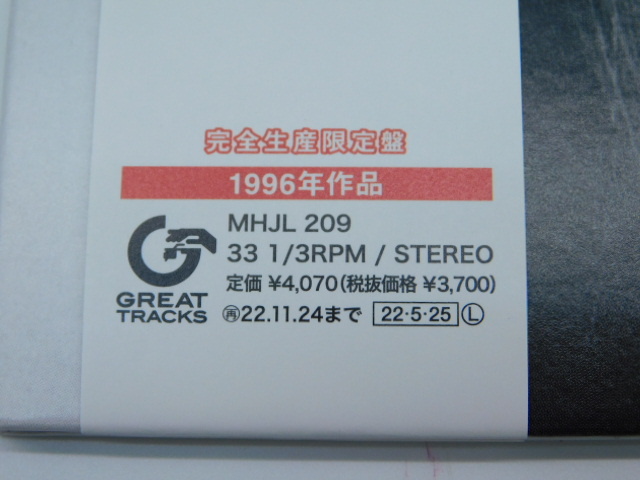 完全生産限定盤
1996年作品
MHJL 209
33 1/3RPM / STEREO
定価 ¥4,070(税抜価格 ¥3,700)
GREAT
TRACKS
㋐22.11.24まで 22・5・25 Ⓛ